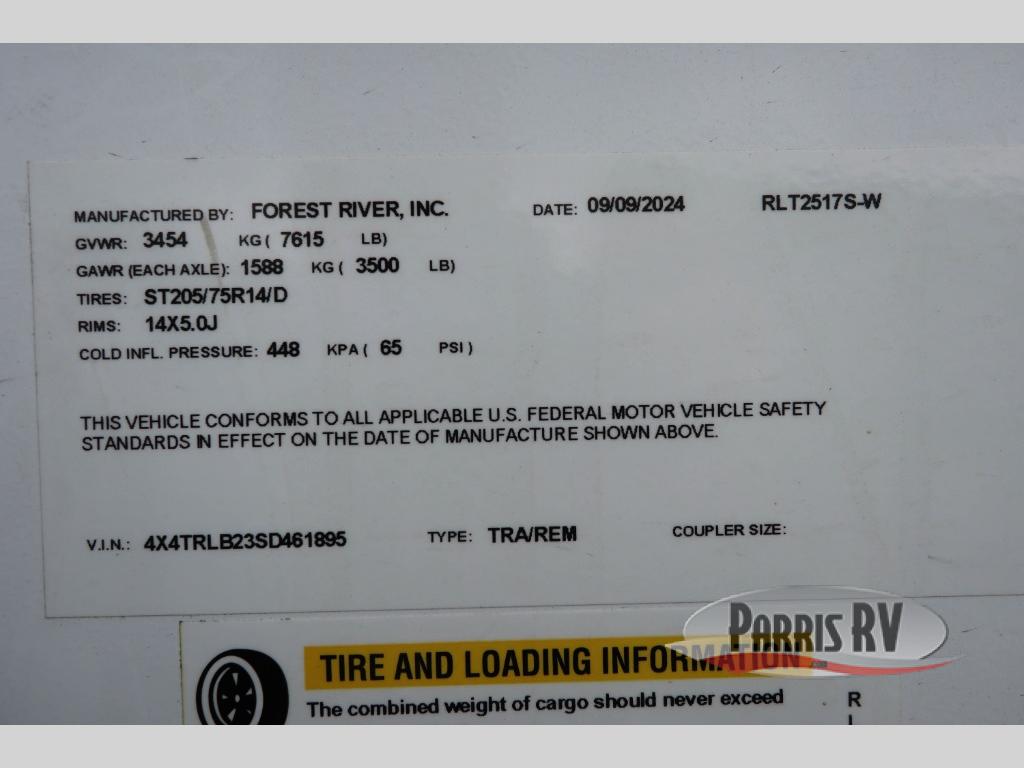 MANUFACTURED BY: FOREST RIVER, INC. DATE: 09/09/2024 RLT2517S-W
GVWR: 3454 KG ( 7615 LB)
GAWR (EACH AXLE): 1588 KG ( 3500 LB)
TIRES: ST205/75R14/D
RIMS: 14X5.0J
COLD INFL. PRESSURE: 448 KPA ( 65 PSI )
THIS VEHICLE CONFORMS TO ALL APPLICABLE U.S. FEDERAL MOTOR VEHICLE SAFETY
STANDARDS IN EFFECT ON THE DATE OF MANUFACTURE SHOWN ABOVE.
V.I.N.: 4X4TRLB23SD461895 TYPE: TRA/REM COUPLER SIZE:
PARRIS RV
.com
TIRE AND LOADING INFORMATION
The combined weight of cargo should never exceed R